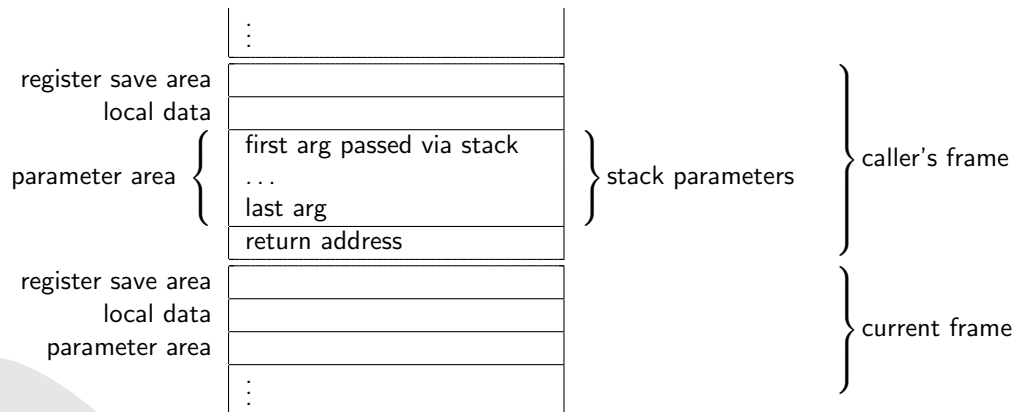 ⋮
register save area
local data
first arg passed via stack
parameter area
. . .
stack parameters
caller's frame
last arg
return address
register save area
local data
current frame
parameter area
⋮